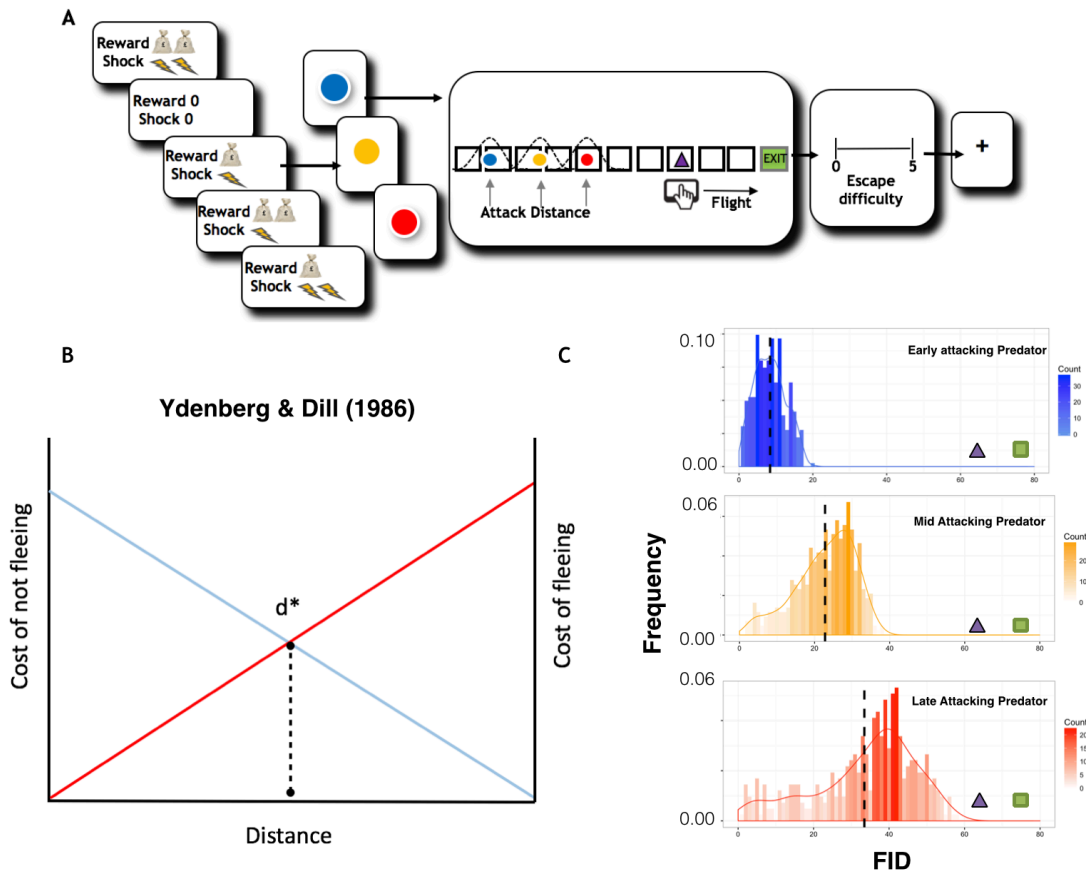 A
Reward
Shock
Reward 0
Shock 0
Reward
Shock
Reward
Shock
Reward
Shock
£ £
£
£ £
£
Attack Distance
Flight
EXIT
0 5
Escape
difficulty
+
B
Ydenberg & Dill (1986)
Cost of not fleeing
d*
Cost of fleeing
Distance
C
Frequency
0.10
0.00
Early attacking Predator
Count
30
20
10
0
0 20 40 60 80
0.06
0.00
Mid Attacking Predator
Count
20
10
0
0 20 40 60 80
0.06
0.00
Late Attacking Predator
Count
20
15
10
5
0
0 20 40 60 80
FID